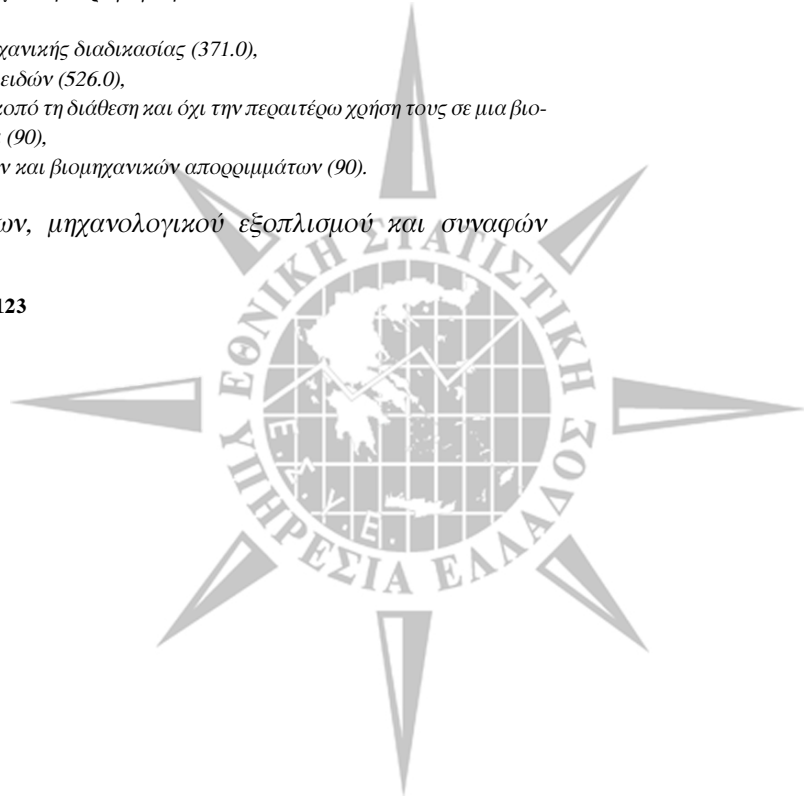 χανικής διαδικασίας (371.0),
ειδών (526.0),
κοπό τη διάθεση και όχι την περαιτέρω χρήση τους σε μια βιο-
(90),
ν και βιομηχανικών απορριμμάτων (90).
ων, μηχανολογικού εξοπλισμού και συναφών
123
ΕΘΝΙΚΗ ΣΤΑΤΙΣΤΙΚΗ
ΥΠΗΡΕΣΙΑ ΕΛΛΑΔΟΣ
Ε.Σ.Υ.Ε.